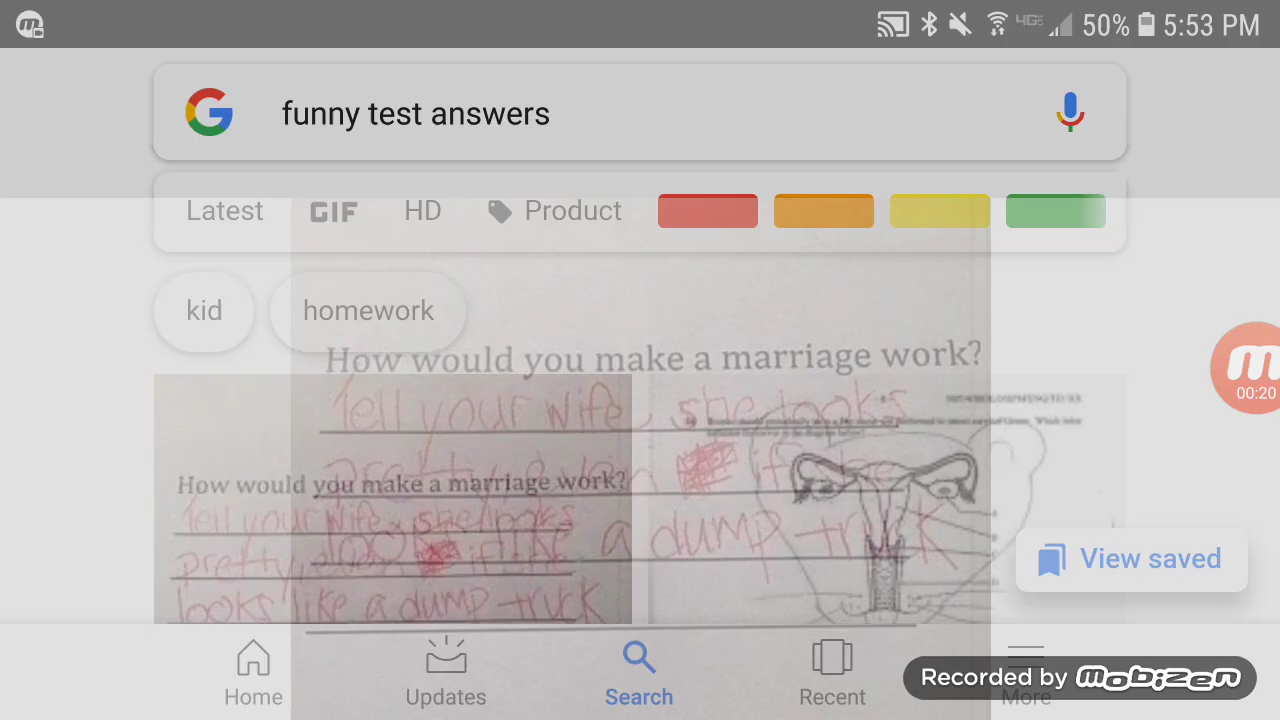 50% 5:53 PM
funny test answers
Latest GIF HD Product
kid homework
How would you make a marriage work?
Tell your wife she looks
pretty even if she
looks like a dump truck
How would you make a marriage work?
Tell your wife she looks
pretty even if she
looks like a dump truck
00:20
View saved
Home Updates Search Recent More
Recorded by mobizen